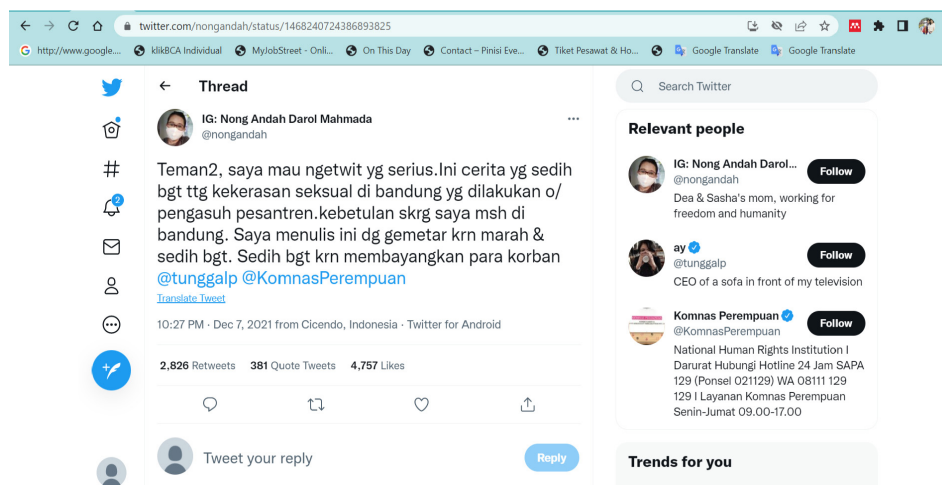 twitter.com/nongandah/status/1468240724386893825
http://www.google.... klikBCA Individual MyJobStreet - Onli... On This Day Contact – Pinisi Eve... Tiket Pesawat & Ho... Google Translate Google Translate
Thread
IG: Nong Andah Darol Mahmada
@nongandah
Teman2, saya mau ngetwit yg serius.Ini cerita yg sedih
bgt ttg kekerasan seksual di bandung yg dilakukan o/
pengasuh pesantren.kebetulan skrg saya msh di
bandung. Saya menulis ini dg gemetar krn marah &
sedih bgt. Sedih bgt krn membayangkan para korban
@tunggalp @KomnasPerempuan
Translate Tweet
10:27 PM · Dec 7, 2021 from Cicendo, Indonesia · Twitter for Android
2,826 Retweets 381 Quote Tweets 4,757 Likes
Tweet your reply
Reply
2
Search Twitter
Relevant people
IG: Nong Andah Darol...
@nongandah
Follow
Dea & Sasha's mom, working for
freedom and humanity
ay
@tunggalp
Follow
CEO of a sofa in front of my television
Komnas Perempuan
@KomnasPerempuan
Follow
National Human Rights Institution I
Darurat Hubungi Hotline 24 Jam SAPA
129 (Ponsel 021129) WA 08111 129
129 I Layanan Komnas Perempuan
Senin-Jumat 09.00-17.00
Trends for you